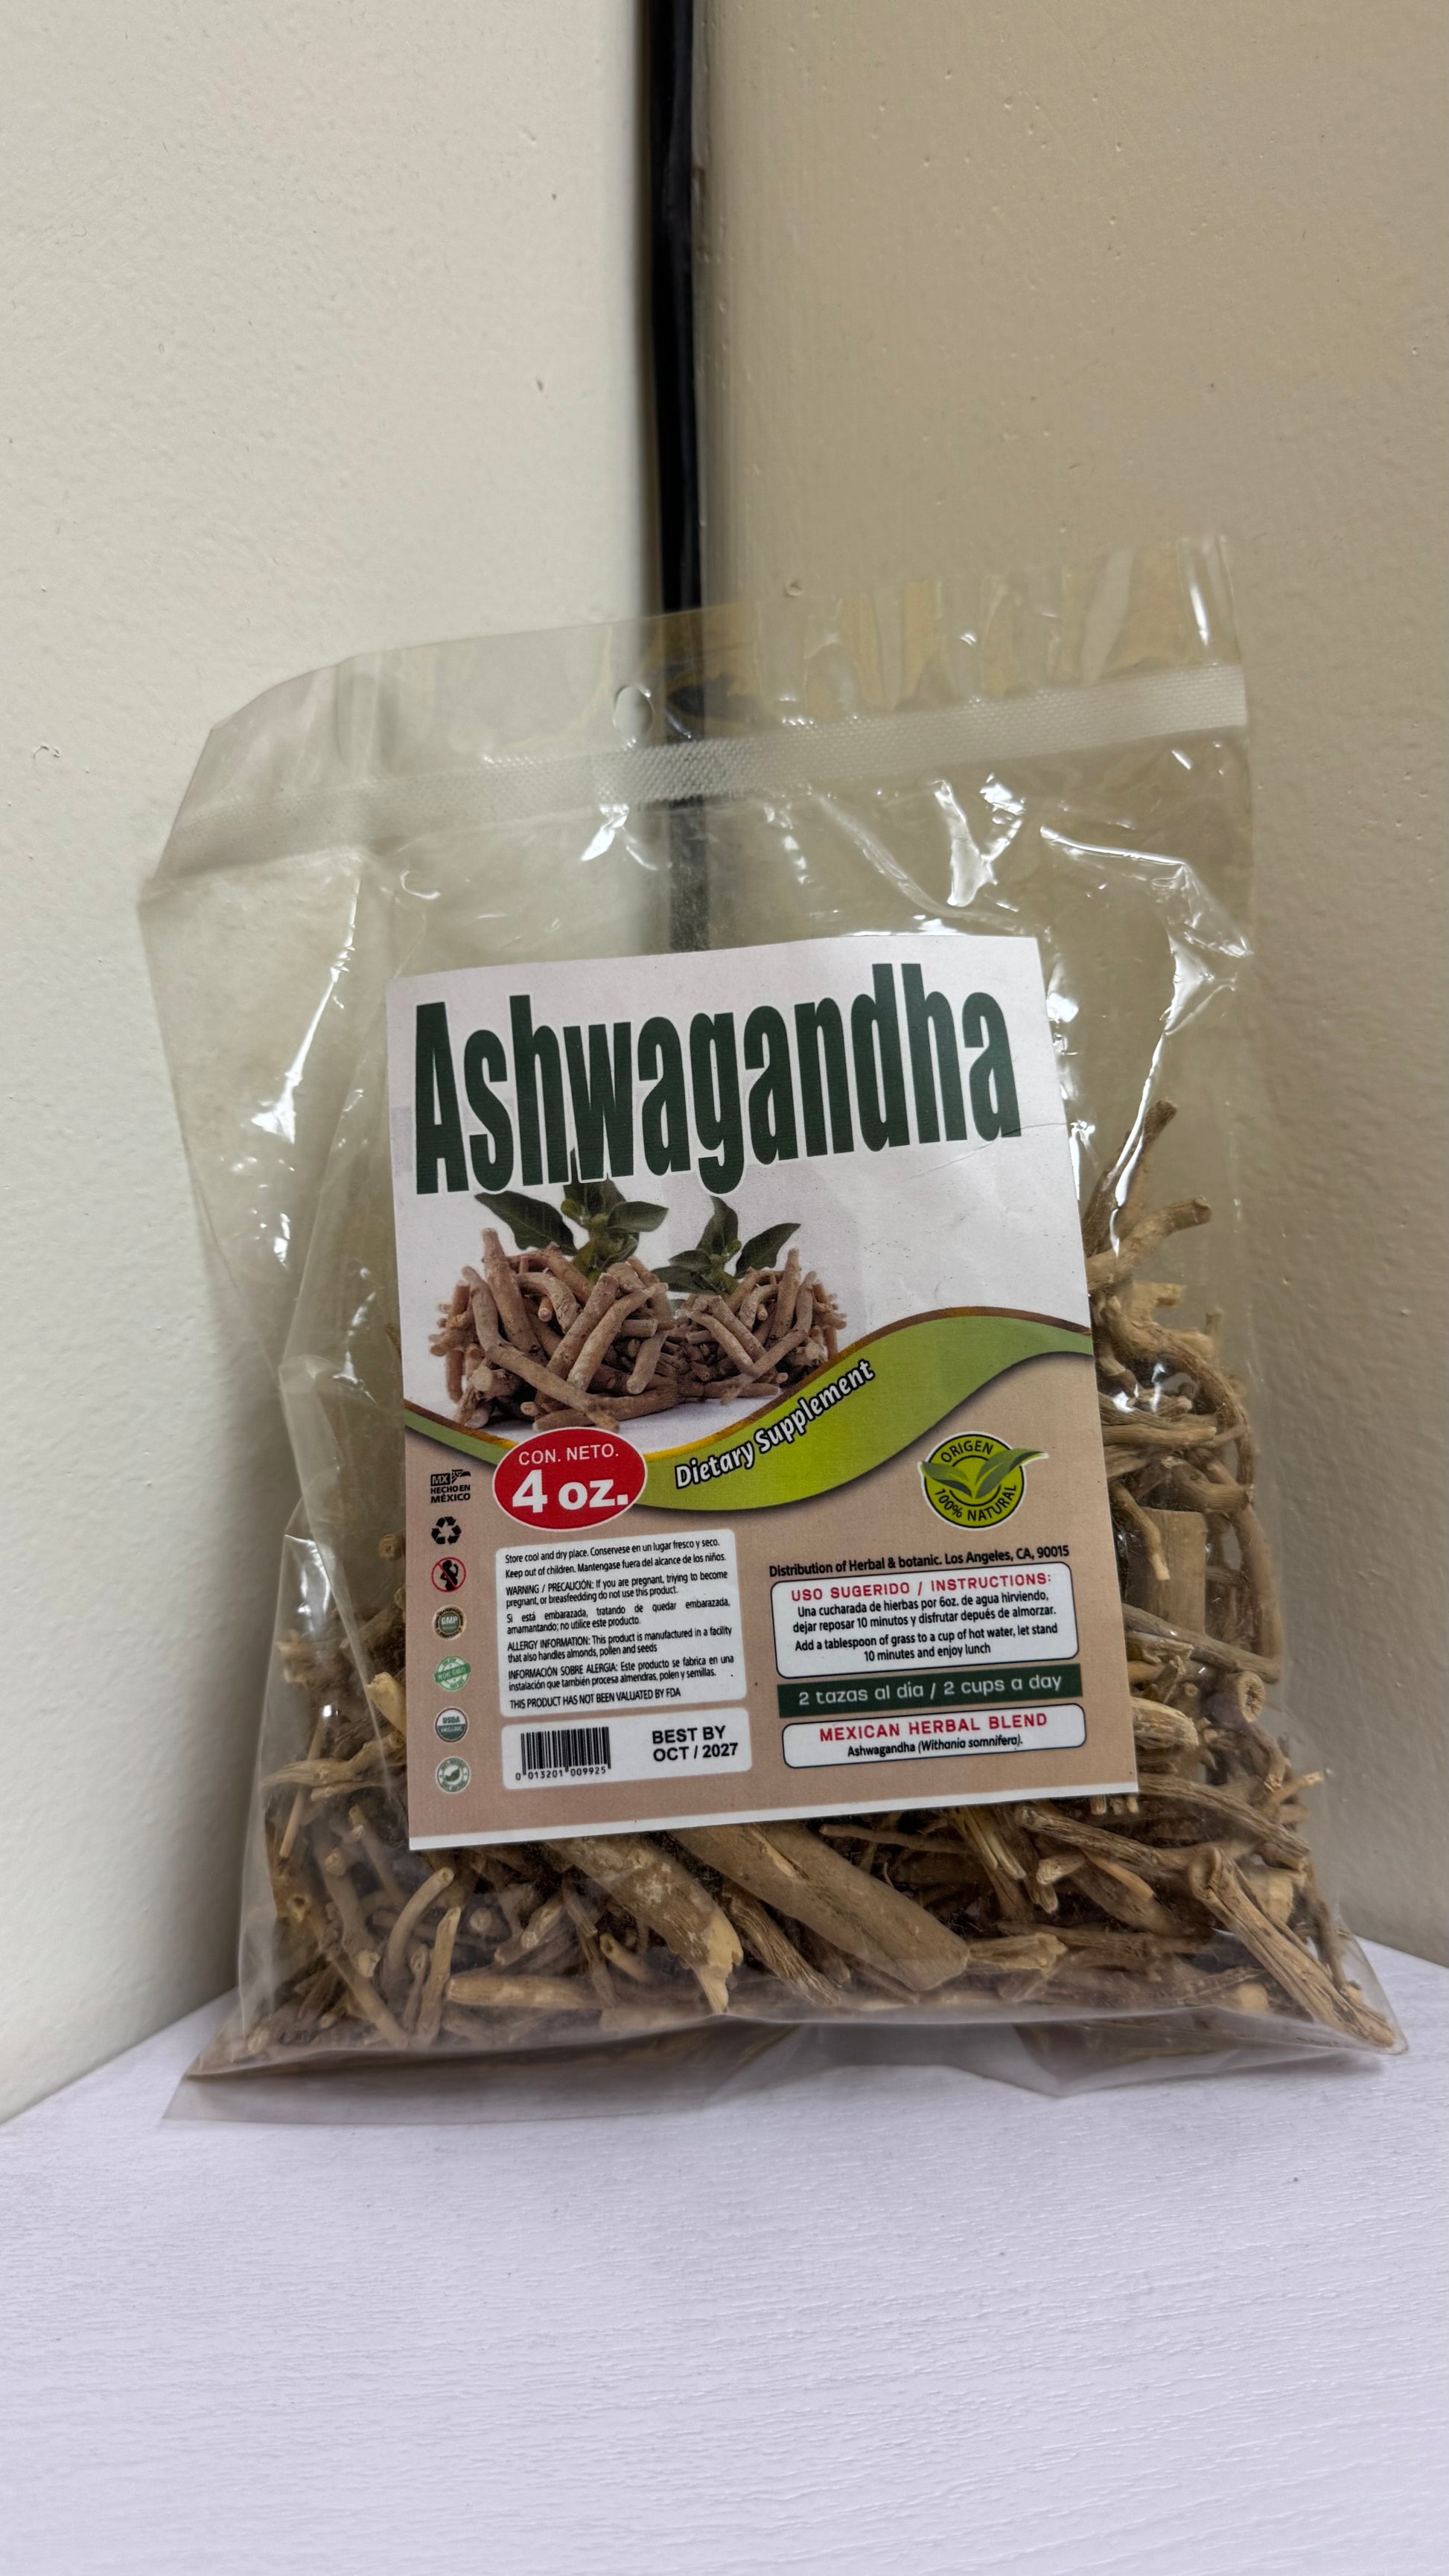 Ashwagandha
Dietary Supplement
CON. NETO.
4 oz.
MX
HECHO EN
MÉXICO
ORIGEN
100% NATURAL
Store cool and dry place. Conservese en un lugar fresco y seco.
Keep out of children. Mantengase fuera del alcance de los niños.
WARNING / PRECAUCIÓN: If you are pregnant, triying to become
pregnant, or breasfeedding do not use this product.
Si está embarazada, tratando de quedar embarazada,
amamantando; no utilice este producto.
ALLERGY INFORMATION: This product is manufactured in a facility
that also handles almonds, pollen and seeds
INFORMACIÓN SOBRE ALERGIA: Este producto se fabrica en una
instalación que también procesa almendras, polen y semillas.
THIS PRODUCT HAS NOT BEEN VALUATED BY FDA
GMP
USDA
ORGANIC
0 013201 009925
BEST BY
OCT / 2027
Distribution of Herbal & botanic. Los Angeles, CA, 90015
USO SUGERIDO / INSTRUCTIONS:
Una cucharada de hierbas por 6oz. de agua hirviendo,
dejar reposar 10 minutos y disfrutar depués de almorzar.
Add a tablespoon of grass to a cup of hot water, let stand
10 minutes and enjoy lunch
2 tazas al día / 2 cups a day
MEXICAN HERBAL BLEND
Ashwagandha (Withania somnifera).